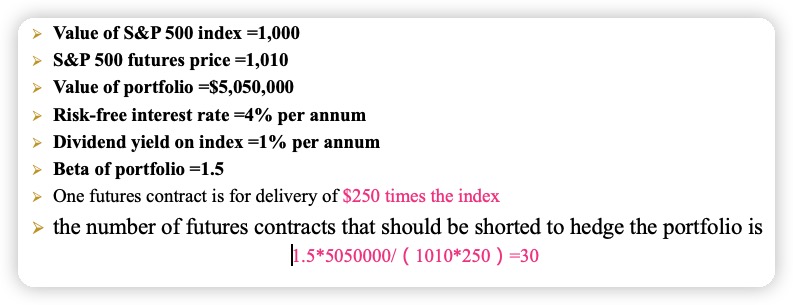 ➢ Value of S&P 500 index =1,000
➢ S&P 500 futures price =1,010
➢ Value of portfolio =$5,050,000
➢ Risk-free interest rate =4% per annum
➢ Dividend yield on index =1% per annum
➢ Beta of portfolio =1.5
➢ One futures contract is for delivery of $250 times the index
➢ the number of futures contracts that should be shorted to hedge the portfolio is
1.5*5050000/（1010*250）=30